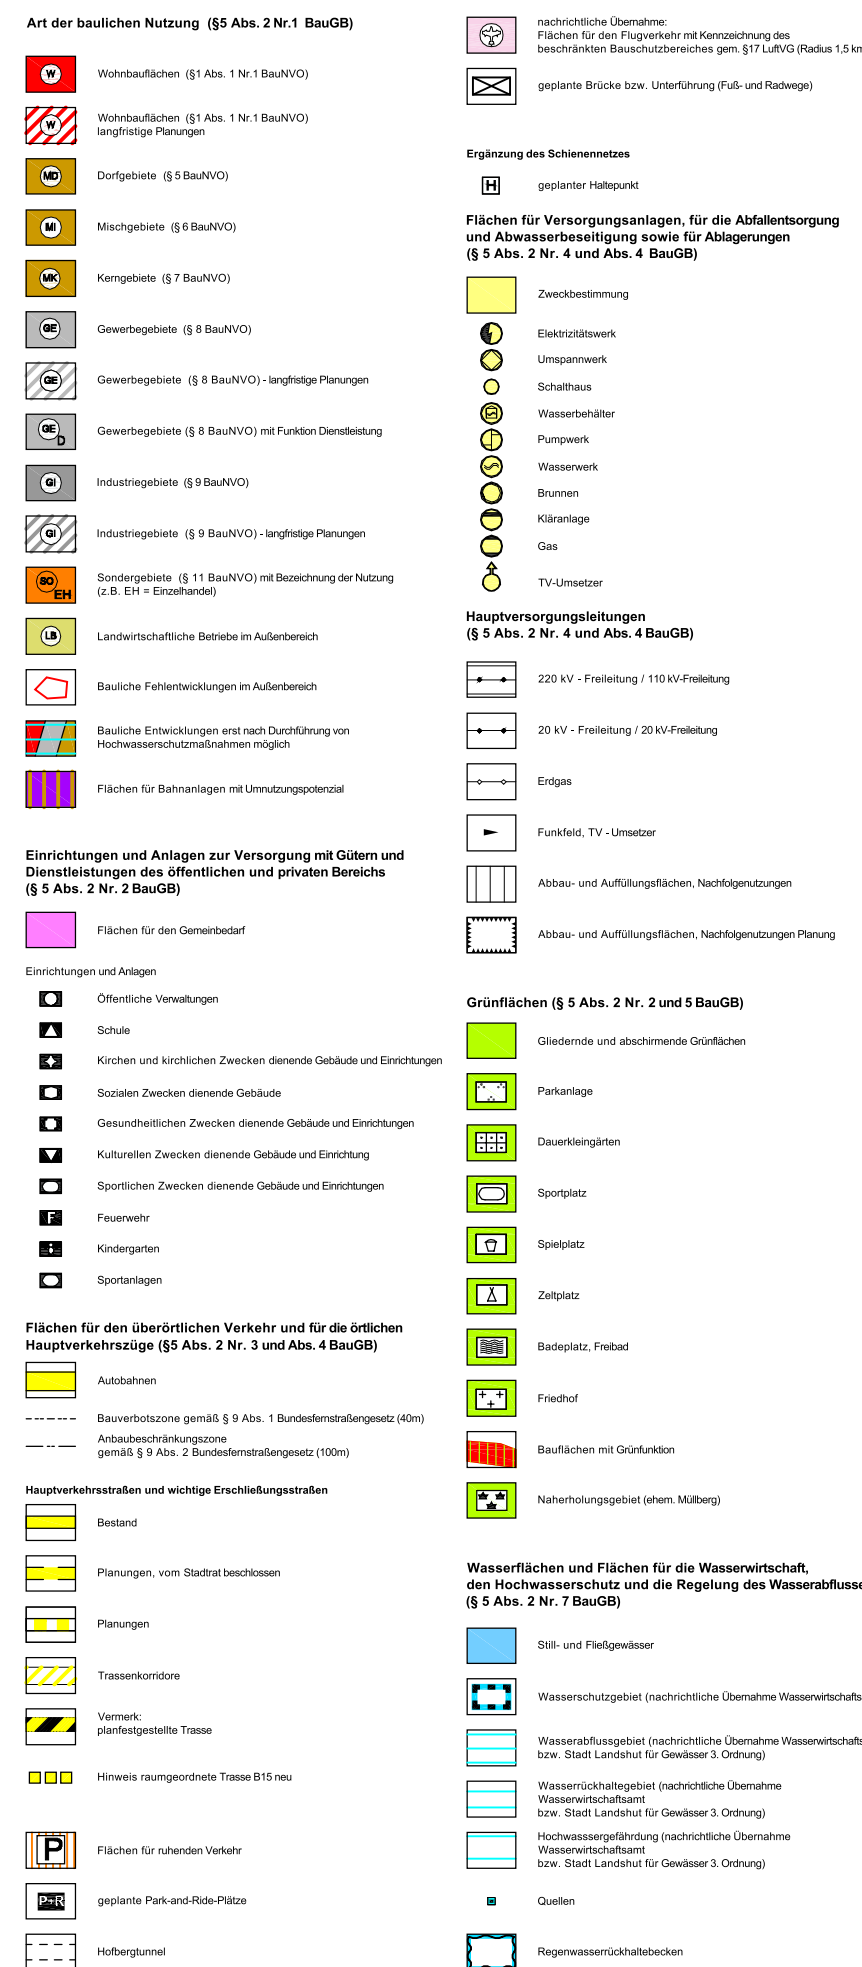 Art der baulichen Nutzung (§5 Abs. 2 Nr.1 BauGB)
W
Wohnbauflächen (§1 Abs. 1 Nr.1 BauNVO)
W
Wohnbauflächen (§1 Abs. 1 Nr.1 BauNVO)
langfristige Planungen
MD
Dorfgebiete (§ 5 BauNVO)
MI
Mischgebiete (§ 6 BauNVO)
MK
Kerngebiete (§ 7 BauNVO)
GE
Gewerbegebiete (§ 8 BauNVO)
GE
Gewerbegebiete (§ 8 BauNVO) - langfristige Planungen
GE
D
Gewerbegebiete (§ 8 BauNVO) mit Funktion Dienstleistung
GI
Industriegebiete (§ 9 BauNVO)
GI
Industriegebiete (§ 9 BauNVO) - langfristige Planungen
SO
EH
Sondergebiete (§ 11 BauNVO) mit Bezeichnung der Nutzung
(z.B. EH = Einzelhandel)
LB
Landwirtschaftliche Betriebe im Außenbereich
Bauliche Fehlentwicklungen im Außenbereich
Bauliche Entwicklungen erst nach Durchführung von
Hochwasserschutzmaßnahmen möglich
Flächen für Bahnanlagen mit Umnutzungspotenzial
Einrichtungen und Anlagen zur Versorgung mit Gütern und
Dienstleistungen des öffentlichen und privaten Bereichs
(§ 5 Abs. 2 Nr. 2 BauGB)
Flächen für den Gemeinbedarf
Einrichtungen und Anlagen
Öffentliche Verwaltungen
Schule
Kirchen und kirchlichen Zwecken dienende Gebäude und Einrichtungen
Sozialen Zwecken dienende Gebäude
Gesundheitlichen Zwecken dienende Gebäude und Einrichtungen
Kulturellen Zwecken dienende Gebäude und Einrichtung
Sportlichen Zwecken dienende Gebäude und Einrichtungen
F
Feuerwehr
Kindergarten
Sportanlagen
Flächen für den überörtlichen Verkehr und für die örtlichen
Hauptverkehrszüge (§5 Abs. 2 Nr. 3 und Abs. 4 BauGB)
Autobahnen
Bauverbotszone gemäß § 9 Abs. 1 Bundesfernstraßengesetz (40m)
Anbaubeschränkungszone
gemäß § 9 Abs. 2 Bundesfernstraßengesetz (100m)
Hauptverkehrsstraßen und wichtige Erschließungsstraßen
Bestand
Planungen, vom Stadtrat beschlossen
Planungen
Trassenkorridore
Vermerk:
planfestgestellte Trasse
Hinweis raumgeordnete Trasse B15 neu
P
Flächen für ruhenden Verkehr
P+R
geplante Park-and-Ride-Plätze
Hofbergtunnel
nachrichtliche Übernahme:
Flächen für den Flugverkehr mit Kennzeichnung des
beschränkten Bauschutzbereiches gem. §17 LuftVG (Radius 1,5 km
geplante Brücke bzw. Unterführung (Fuß- und Radwege)
Ergänzung des Schienennetzes
H
geplanter Haltepunkt
Flächen für Versorgungsanlagen, für die Abfallentsorgung
und Abwasserbeseitigung sowie für Ablagerungen
(§ 5 Abs. 2 Nr. 4 und Abs. 4 BauGB)
Zweckbestimmung
Elektrizitätswerk
Umspannwerk
Schalthaus
Wasserbehälter
Pumpwerk
Wasserwerk
Brunnen
Kläranlage
Gas
TV-Umsetzer
Hauptversorgungsleitungen
(§ 5 Abs. 2 Nr. 4 und Abs. 4 BauGB)
220 kV - Freileitung / 110 kV-Freileitung
20 kV - Freileitung / 20 kV-Freileitung
Erdgas
Funkfeld, TV - Umsetzer
Abbau- und Auffüllungsflächen, Nachfolgenutzungen
Abbau- und Auffüllungsflächen, Nachfolgenutzungen Planung
Grünflächen (§ 5 Abs. 2 Nr. 2 und 5 BauGB)
Gliedernde und abschirmende Grünflächen
Parkanlage
Dauerkleingärten
Sportplatz
Spielplatz
Zeltplatz
Badeplatz, Freibad
Friedhof
Bauflächen mit Grünfunktion
Naherholungsgebiet (ehem. Müllberg)
Wasserflächen und Flächen für die Wasserwirtschaft,
den Hochwasserschutz und die Regelung des Wasserabflusse
(§ 5 Abs. 2 Nr. 7 BauGB)
Still- und Fließgewässer
Wasserschutzgebiet (nachrichtliche Übernahme Wasserwirtschafts
Wasserabflussgebiet (nachrichtliche Übernahme Wasserwirtschafts
bzw. Stadt Landshut für Gewässer 3. Ordnung)
Wasserrückhaltegebiet (nachrichtliche Übernahme
Wasserwirtschaftsamt
bzw. Stadt Landshut für Gewässer 3. Ordnung)
Hochwasssergefährdung (nachrichtliche Übernahme
Wasserwirtschaftsamt
bzw. Stadt Landshut für Gewässer 3. Ordnung)
Quellen
Regenwasserrückhaltebecken